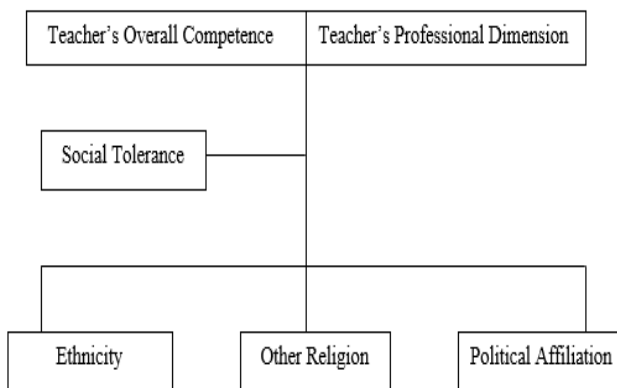 Teacher’s Overall Competence
Teacher’s Professional Dimension
Social Tolerance
Ethnicity
Other Religion
Political Affiliation